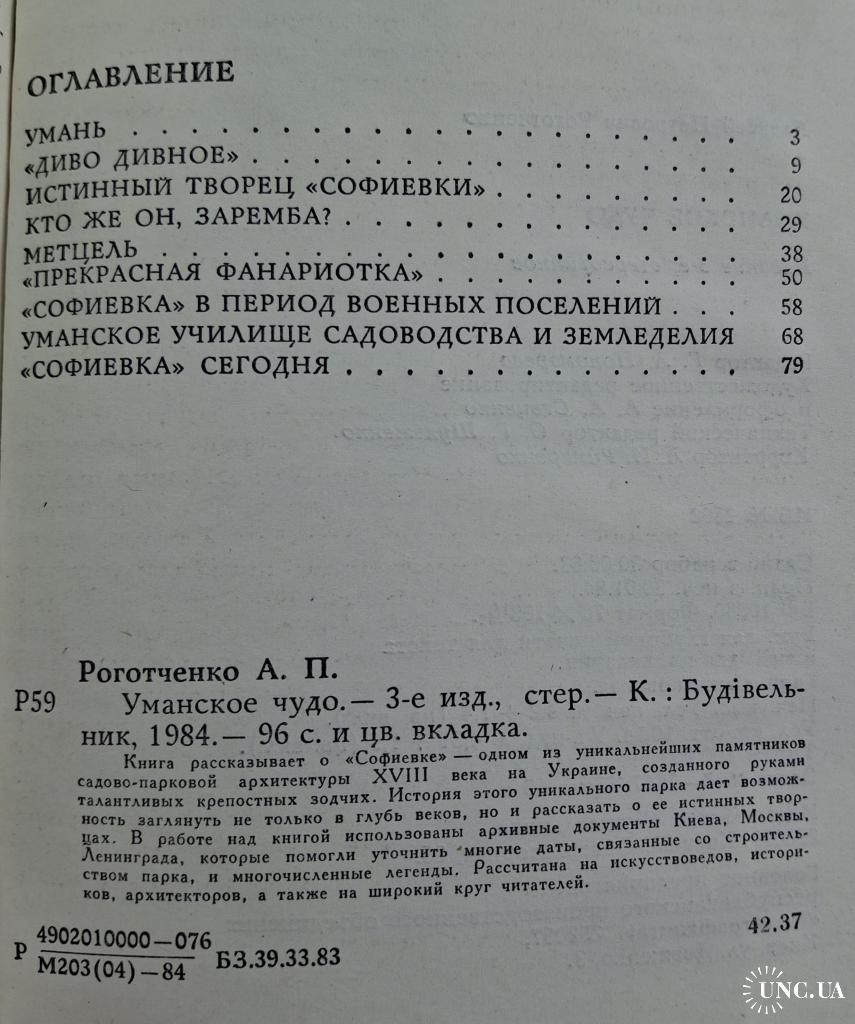 ОГЛАВЛЕНИЕ
УМАНЬ . . . . . . . . . . . . . . . . . . . . 3
«ДИВО ДИВНОЕ» . . . . . . . . . . . . . . . . 9
ИСТИННЫЙ ТВОРЕЦ «СОФИЕВКИ» . . . . . . . . 20
КТО ЖЕ ОН, ЗАРЕМБА? . . . . . . . . . . . . . 29
МЕТЦЕЛЬ . . . . . . . . . . . . . . . . . . . 38
«ПРЕКРАСНАЯ ФАНАРИОТКА» . . . . . . . . . . 50
«СОФИЕВКА» В ПЕРИОД ВОЕННЫХ ПОСЕЛЕНИЙ . . . 58
УМАНСКОЕ УЧИЛИЩЕ САДОВОДСТВА И ЗЕМЛЕДЕЛИЯ 68
«СОФИЕВКА» СЕГОДНЯ . . . . . . . . . . . . . 79
Роготченко А. П.
Р59 Уманское чудо.— 3-е изд., стер.— К. : Будівель-
ник, 1984.— 96 с. и цв. вкладка.
Книга рассказывает о «Софиевке» — одном из уникальнейших памятников
садово-парковой архитектуры XVIII века на Украине, созданного руками
талантливых крепостных зодчих. История этого уникального парка дает возмож-
ность заглянуть не только в глубь веков, но и рассказать о ее истинных твор-
цах. В работе над книгой использованы архивные документы Киева, Москвы,
Ленинграда, которые помогли уточнить многие даты, связанные со строитель-
ством парка, и многочисленные легенды. Рассчитана на искусствоведов, истори-
ков, архитекторов, а также на широкий круг читателей.
Р 4902010000—076
М203(04)—84 БЗ.39.33.83
42.37
UNC.UA